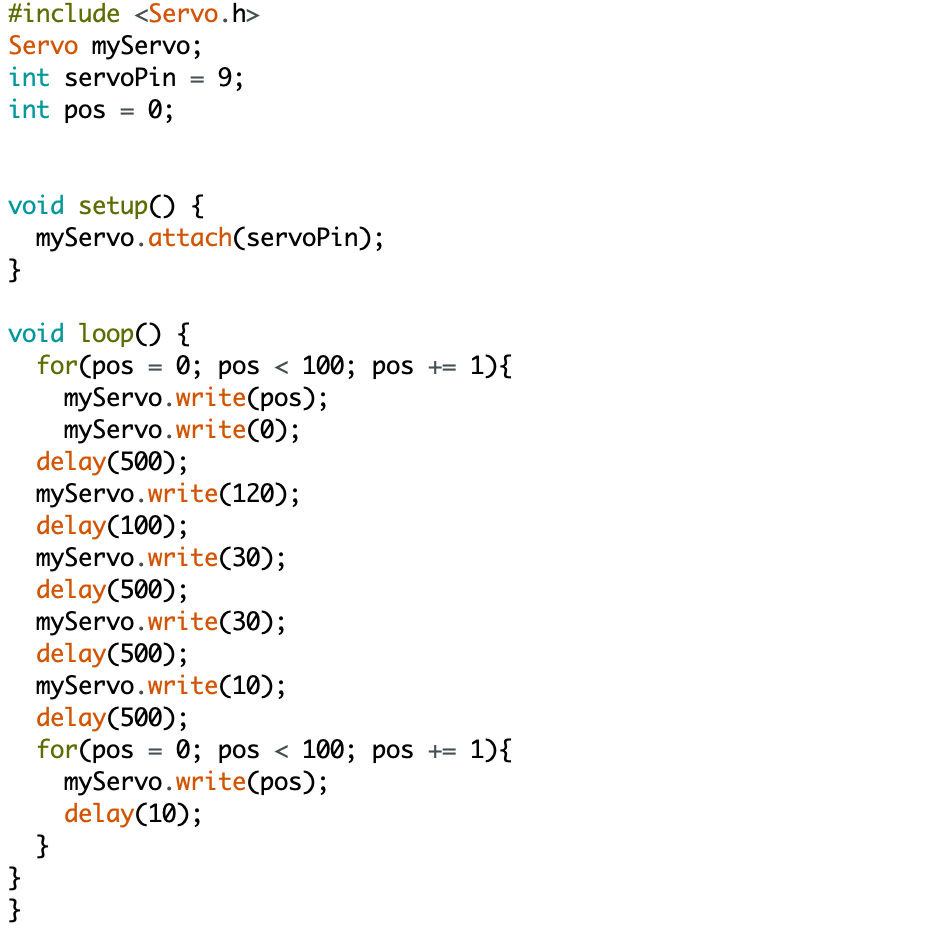 #include <Servo.h>
Servo myServo;
int servoPin = 9;
int pos = 0;


void setup() {
  myServo.attach(servoPin);
}

void loop() {
  for(pos = 0; pos < 100; pos += 1){
    myServo.write(pos);
    myServo.write(0);
  delay(500);
  myServo.write(120);
  delay(100);
  myServo.write(30);
  delay(500);
  myServo.write(30);
  delay(500);
  myServo.write(10);
  delay(500);
  for(pos = 0; pos < 100; pos += 1){
    myServo.write(pos);
    delay(10);
  }
}
}